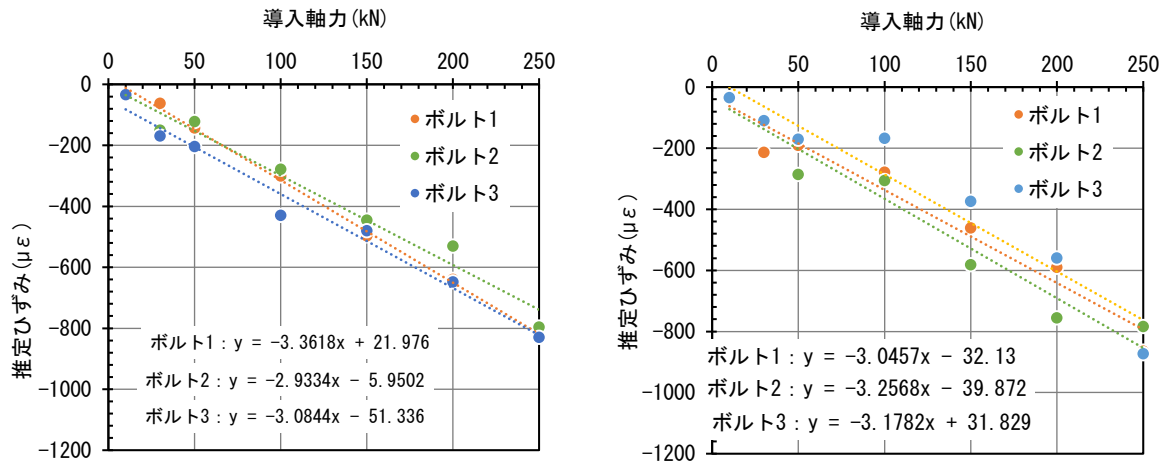 導入軸力(kN)
0 50 100 150 200 250
0
-200
-400
-600
-800
-1000
-1200
推定ひずみ(με)
ボルト1
ボルト2
ボルト3
ボルト1：y = -3.3618x + 21.976
ボルト2：y = -2.9334x - 5.9502
ボルト3：y = -3.0844x - 51.336
導入軸力(kN)
0 50 100 150 200 250
0
-200
-400
-600
-800
-1000
-1200
推定ひずみ(με)
ボルト1
ボルト2
ボルト3
ボルト1：y = -3.0457x - 32.13
ボルト2：y = -3.2568x - 39.872
ボルト3：y = -3.1782x + 31.829